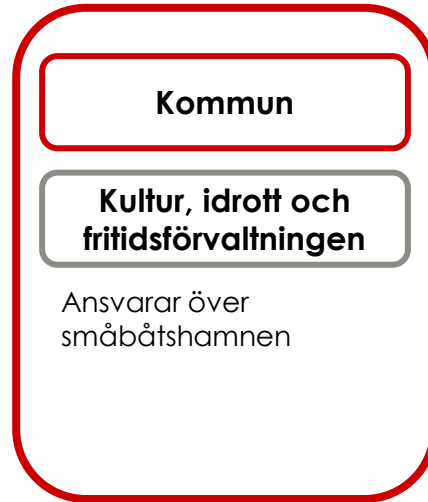 Kommun
Kultur, idrott och
fritidsförvaltningen
Ansvarar över
småbåtshamnen